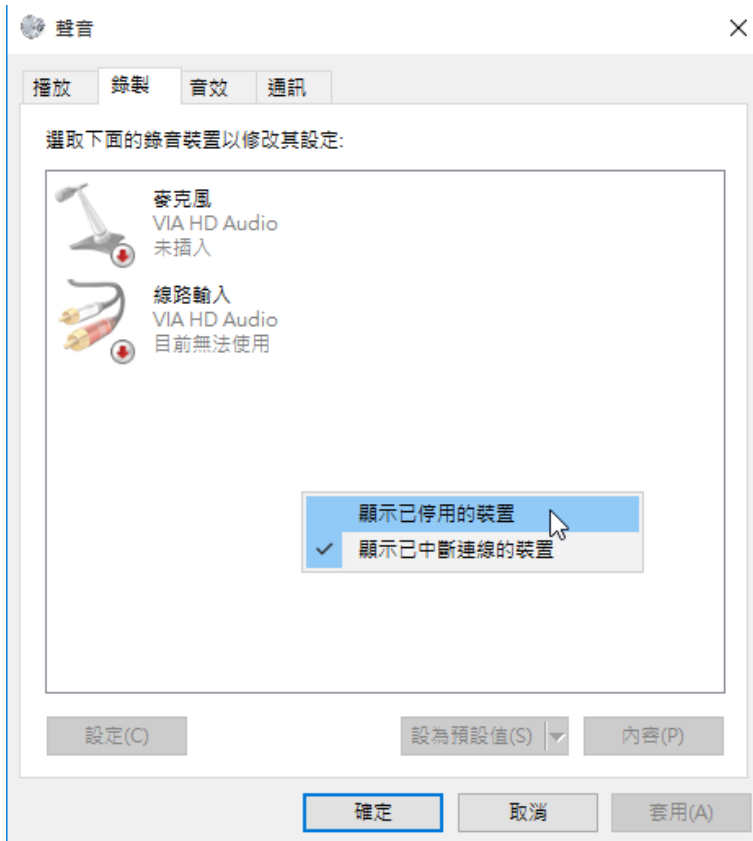 聲音
播放
錄製
音效
通訊
選取下面的錄音裝置以修改其設定:
麥克風
VIA HD Audio
未插入
線路輸入
VIA HD Audio
目前無法使用
顯示已停用的裝置
顯示已中斷連線的裝置
設定(C)
設為預設值(S)
內容(P)
確定
取消
套用(A)